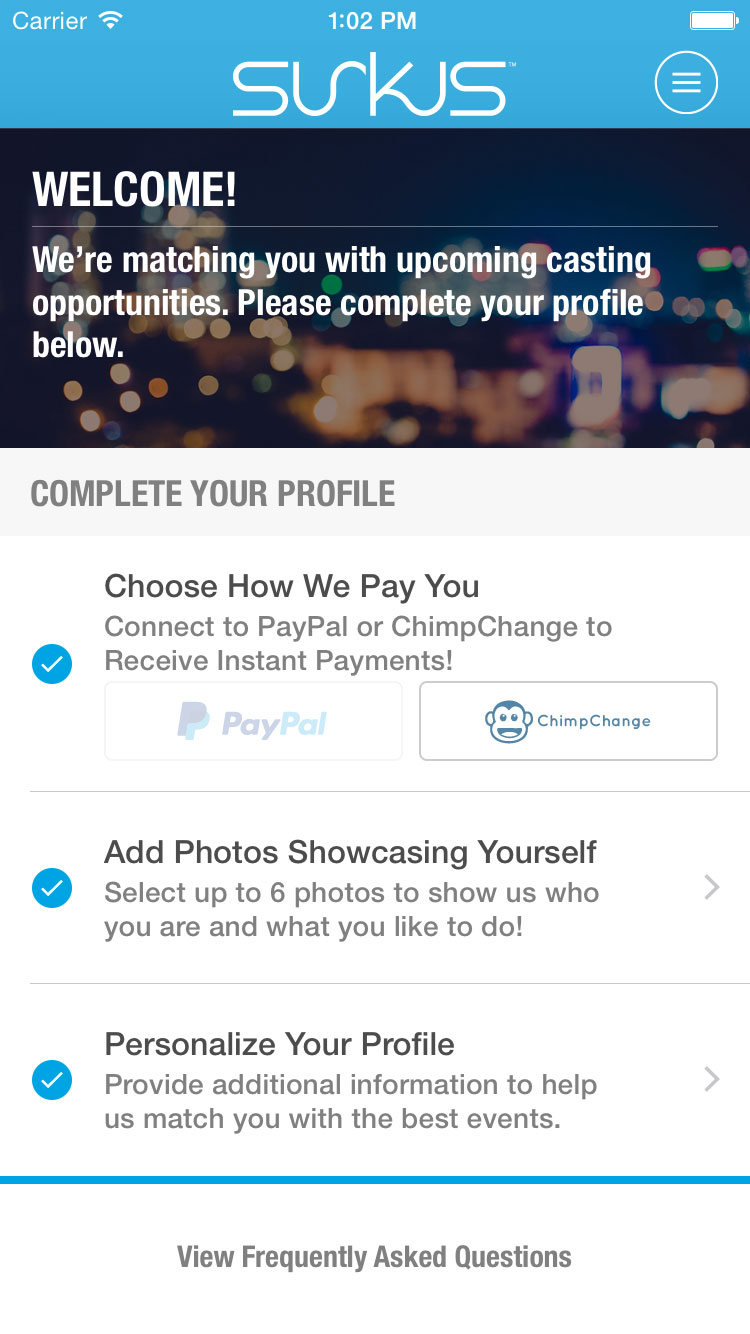 Carrier 1:02 PM
SURKUS™
WELCOME!
We’re matching you with upcoming casting
opportunities. Please complete your profile
below.
COMPLETE YOUR PROFILE
Choose How We Pay You
Connect to PayPal or ChimpChange to
Receive Instant Payments!
PayPal ChimpChange
Add Photos Showcasing Yourself
Select up to 6 photos to show us who
you are and what you like to do!
Personalize Your Profile
Provide additional information to help
us match you with the best events.
View Frequently Asked Questions